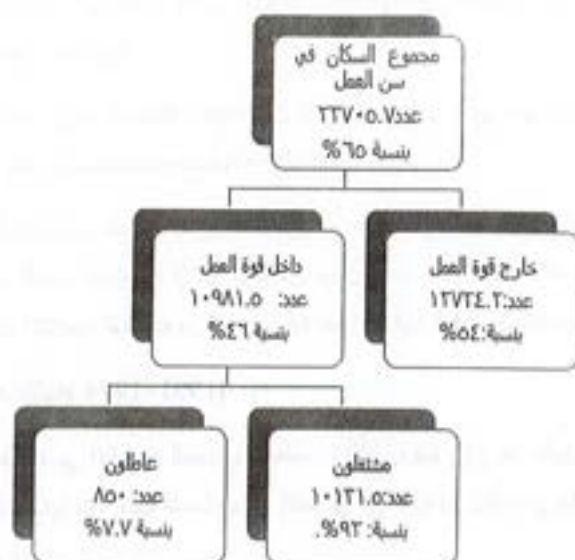 مجموع السكان في
سن العمل
عدد٢٣٧٠٥.٧
بنسبة ٦٥%
خارج قوة العمل
عدد:١٢٧٢٤.٢
بنسبة:٥٤%
داخل قوة العمل
عدد: ١٠٩٨١.٥
بنسبة ٤٦%
مشتغلون
عدد:١٠١٣١.٥
بنسبة: ٩٢%.
عاطلون
عدد: ٨٥٠
بنسبة ٧.٧%